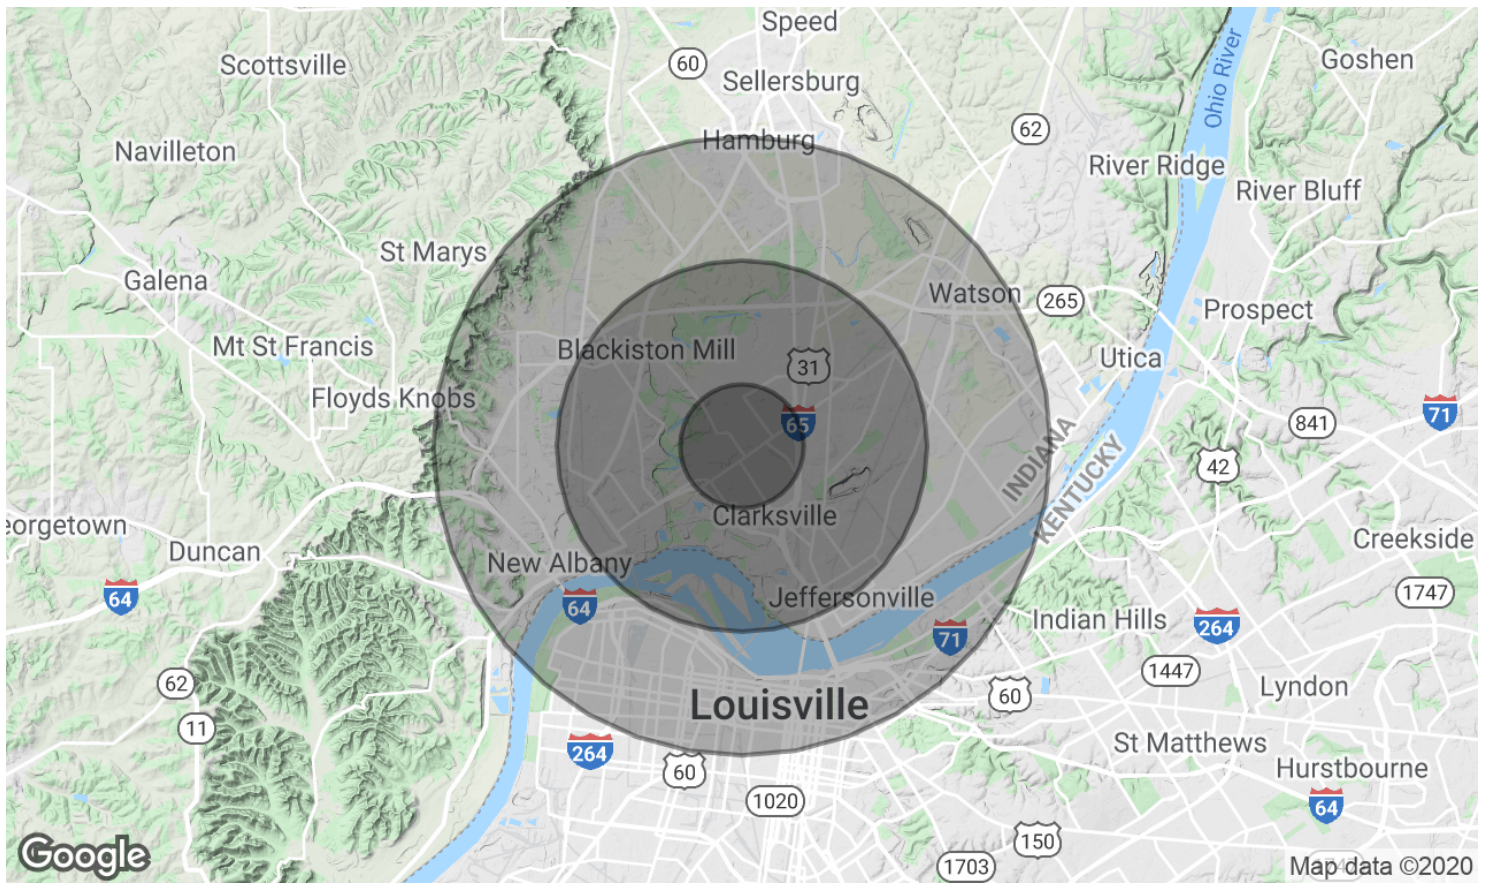 Speed
Scottsville
60
Sellersburg
Goshen
Ohio River
Hamburg
62
Navilleton
River Ridge
River Bluff
St Marys
Galena
Watson
265
Prospect
Mt St Francis
Blackiston Mill
31
Utica
Floyds Knobs
65
841
71
INDIANA
KENTUCKY
42
Clarksville
eorgetown
Duncan
New Albany
Creekside
64
64
Jeffersonville
71
Indian Hills
264
1747
62
60
1447
Lyndon
11
Louisville
264
60
St Matthews
Hurstbourne
1020
64
150
1703
Google
Map data ©2020